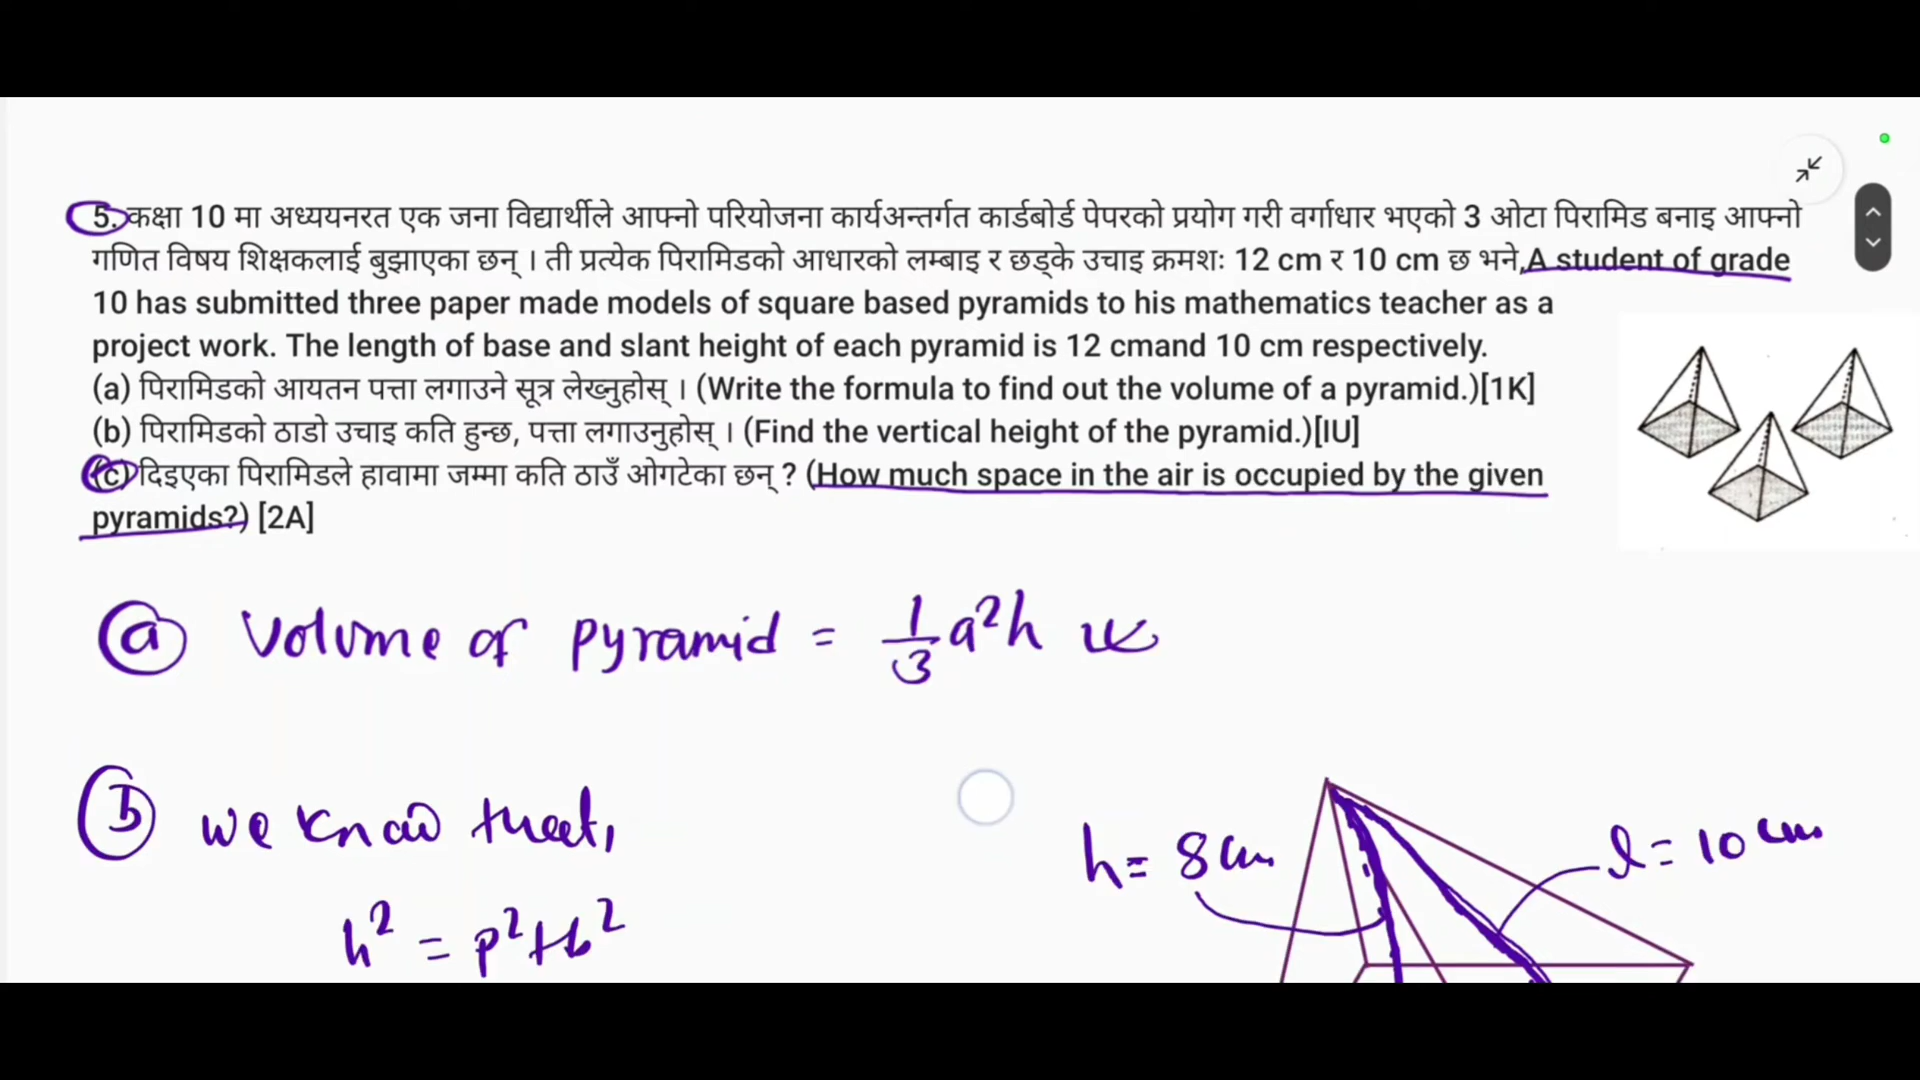 5. कक्षा 10 मा अध्ययनरत एक जना विद्यार्थीले आफ्नो परियोजना कार्यअन्तर्गत कार्डबोर्ड पेपरको प्रयोग गरी वर्गाधार भएको 3 ओटा पिरामिड बनाइ आफ्नो
गणित विषय शिक्षकलाई बुझाएका छन् । ती प्रत्येक पिरामिडको आधारको लम्बाइ र छड्के उचाइ क्रमशः 12 cm र 10 cm छ भने,A student of grade
10 has submitted three paper made models of square based pyramids to his mathematics teacher as a
project work. The length of base and slant height of each pyramid is 12 cmand 10 cm respectively.
(a) पिरामिडको आयतन पत्ता लगाउने सूत्र लेख्नुहोस् । (Write the formula to find out the volume of a pyramid.)[1K]
(b) पिरामिडको ठाडो उचाइ कति हुन्छ, पत्ता लगाउनुहोस् । (Find the vertical height of the pyramid.)[IU]
(c) दिइएका पिरामिडले हावामा जम्मा कति ठाउँ ओगटेका छन् ? (How much space in the air is occupied by the given
pyramids?) [2A]
a Volume of pyramid = 1/3 a²h
b we know that,
h = 8 cm
l = 10 cm
h² = p²+b²